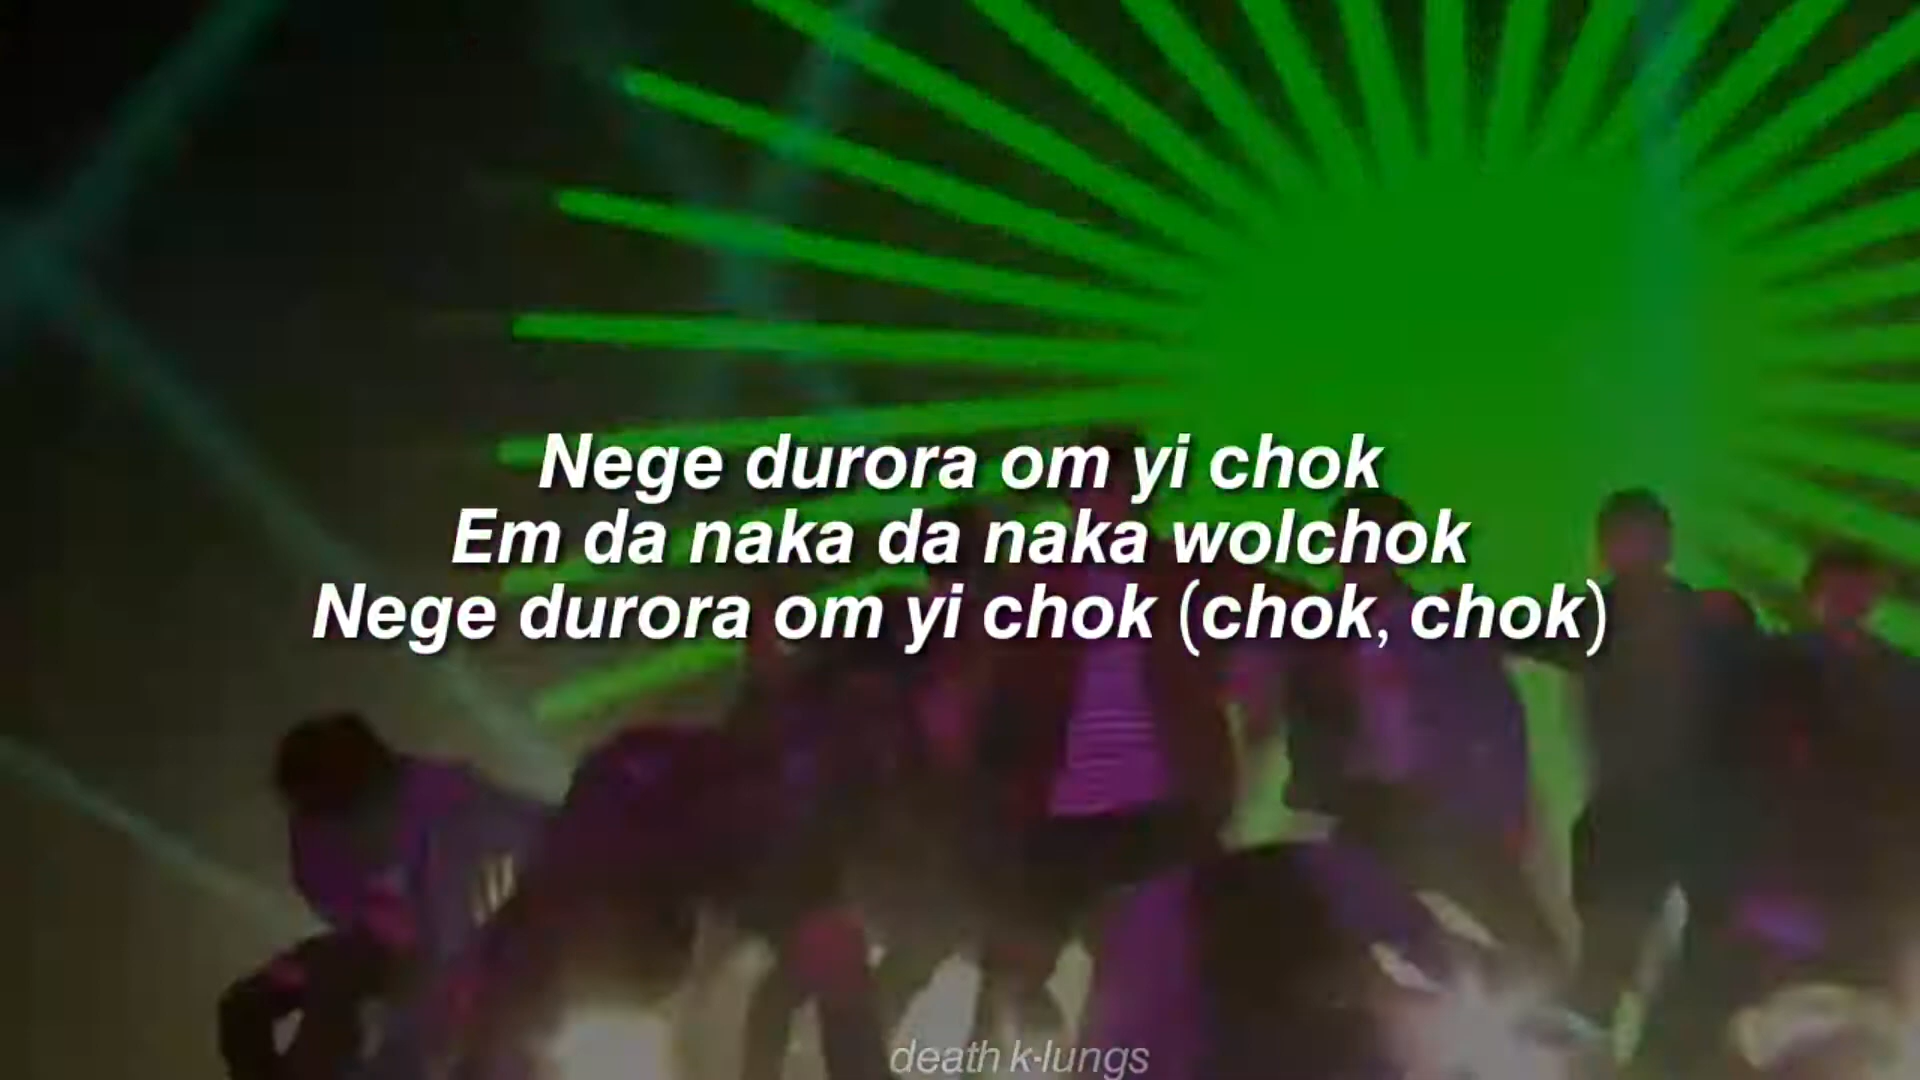 Nege durora om yi chok
Em da naka da naka wolchok
Nege durora om yi chok (chok, chok)
death k-lungs